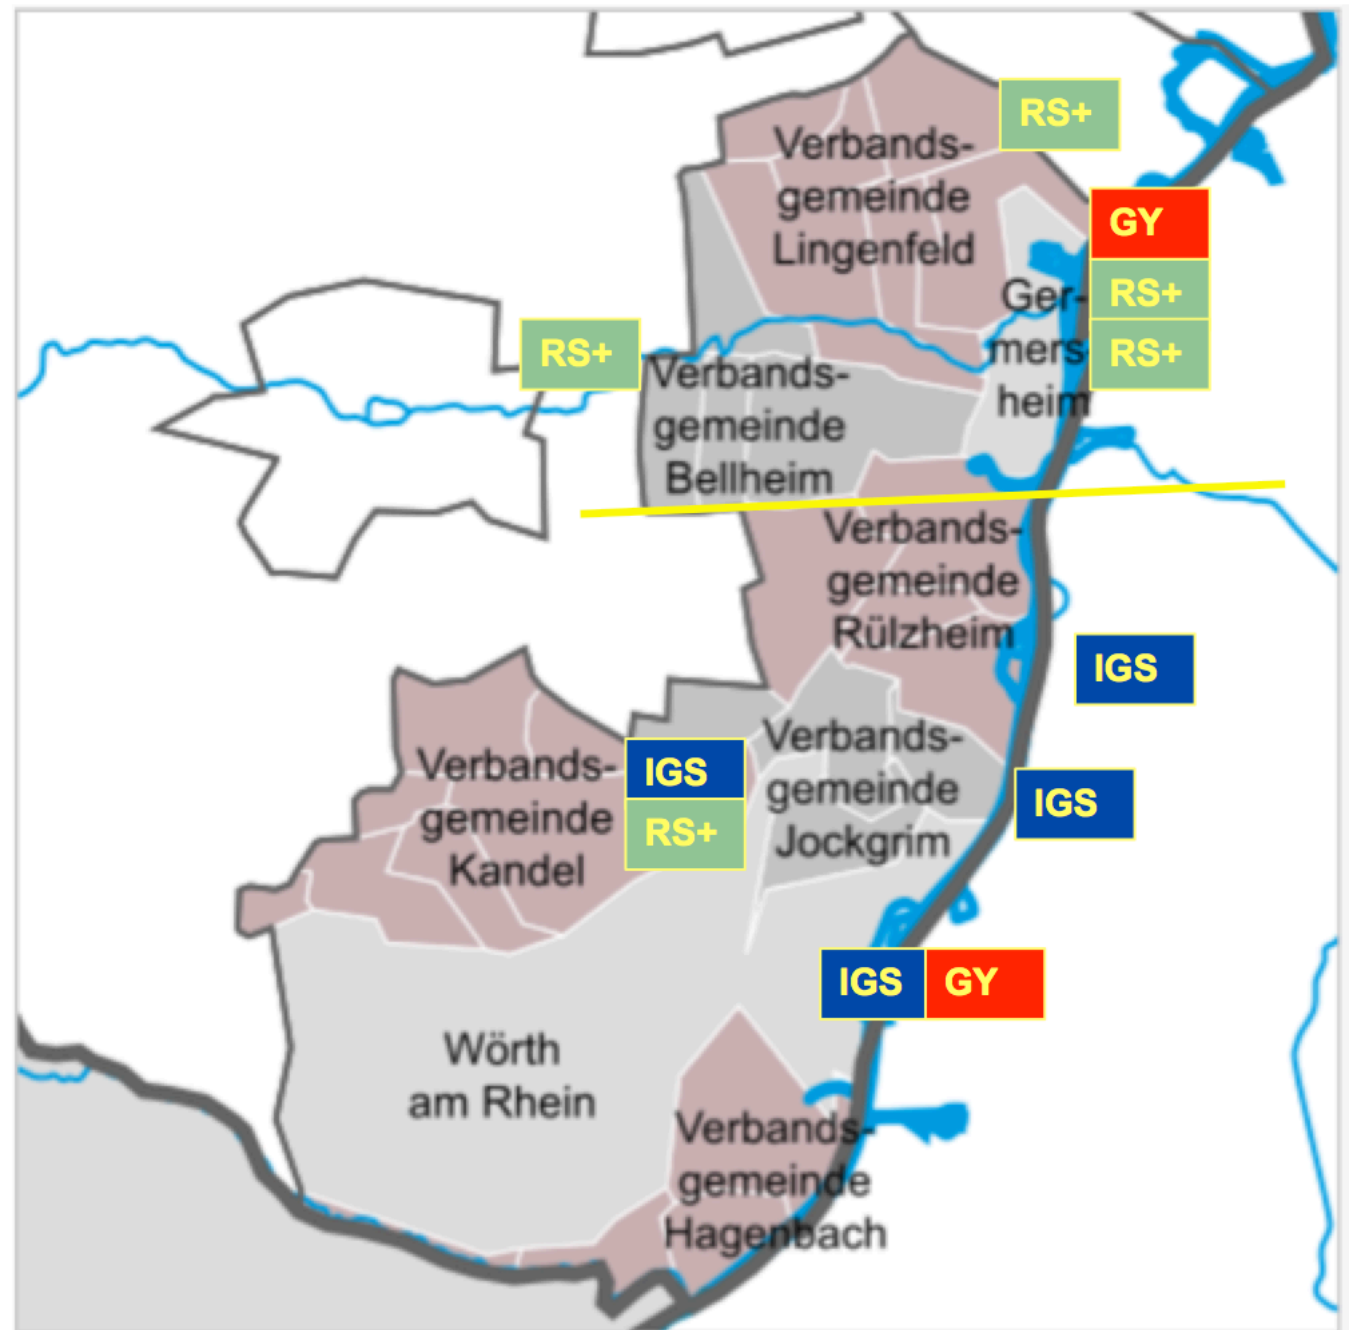 RS+
Verbands-
gemeinde
Lingenfeld
GY
RS+
RS+
Ger-
mers-
heim
RS+
Verbands-
gemeinde
Bellheim
Verbands-
gemeinde
Rülzheim
IGS
Verbands-
gemeinde
Jockgrim
IGS
Verbands-
gemeinde
Kandel
IGS
RS+
IGS GY
Wörth
am Rhein
Verbands-
gemeinde
Hagenbach